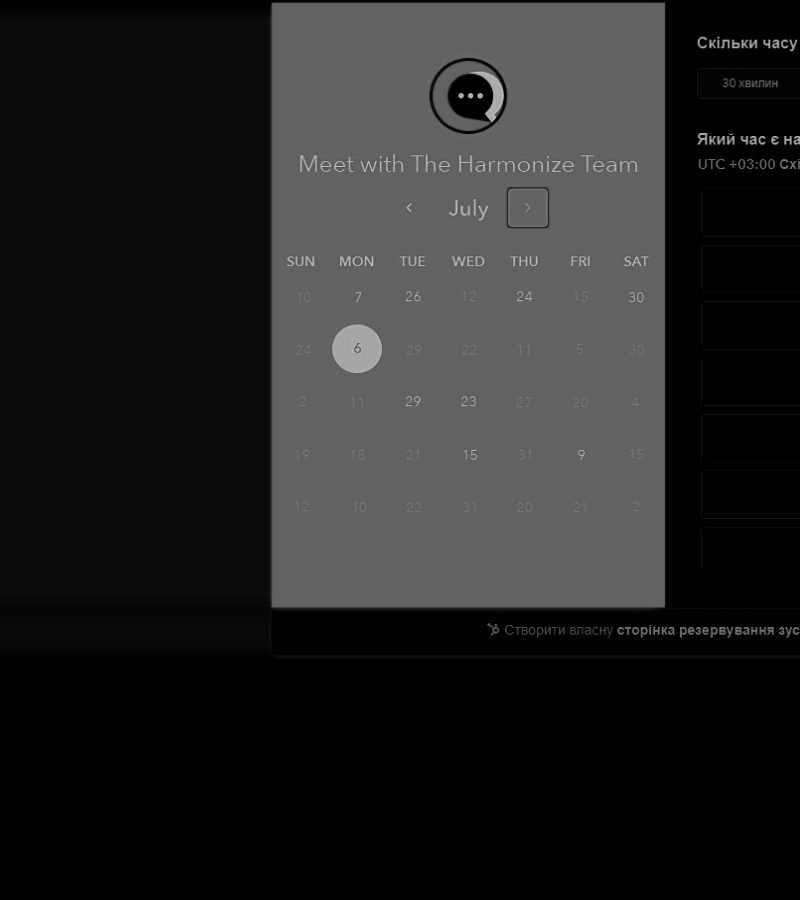 Скільки часу
30 хвилин
Який час є на
UTC +03:00 Схі
Meet with The Harmonize Team
July
SUN MON TUE WED THU FRI SAT
10 7 26 12 24 15 30
24 6 29 22 11 5 30
2 11 29 23 27 20 4
19 18 21 15 31 9 15
12 10 22 31 20 21 2
Створити власну сторінка резервування зус